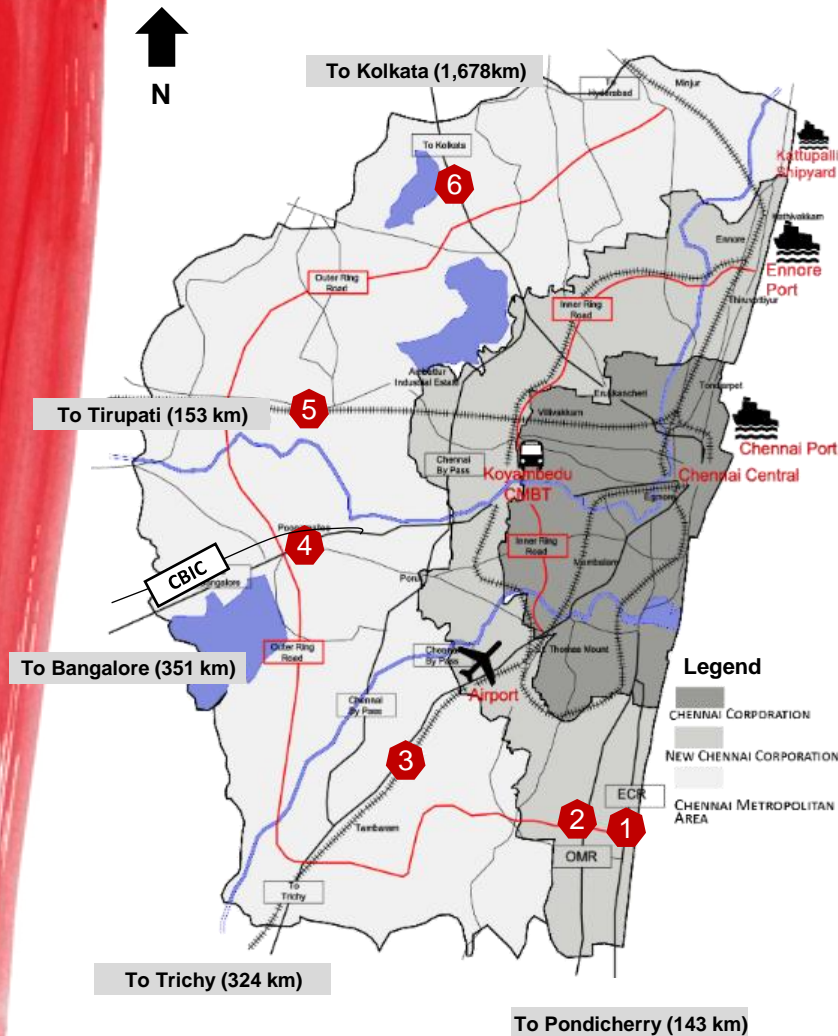 N
To Kolkata (1,678km)
To
Hyderabad
Minjur
Kattupalli
Shipyard
To Kolkata
6
Kathivakkam
Ennore
Ennore
Port
Outer Ring
Road
Inner Ring
Road
Thiruvottiyur
Ambattur
Industrial Estate
Erukkancheri
Tondiarpet
5
To Tirupati (153 km)
Villivakkam
Chennai Port
Chennai
By Pass
Koyambedu
CMBT
Chennai Central
Egmore
4
Inner Ring
Road
Mambalam
CBIC
Bangalore
Porur
To Bangalore (351 km)
Outer Ring
Road
Chennai
By Pass
St. Thomas Mount
Airport
Chennai
By Pass
Legend
CHENNAI CORPORATION
NEW CHENNAI CORPORATION
CHENNAI METROPOLITAN
AREA
3
ECR
2
1
Tambaram
OMR
To
Trichy
To Trichy (324 km)
To Pondicherry (143 km)